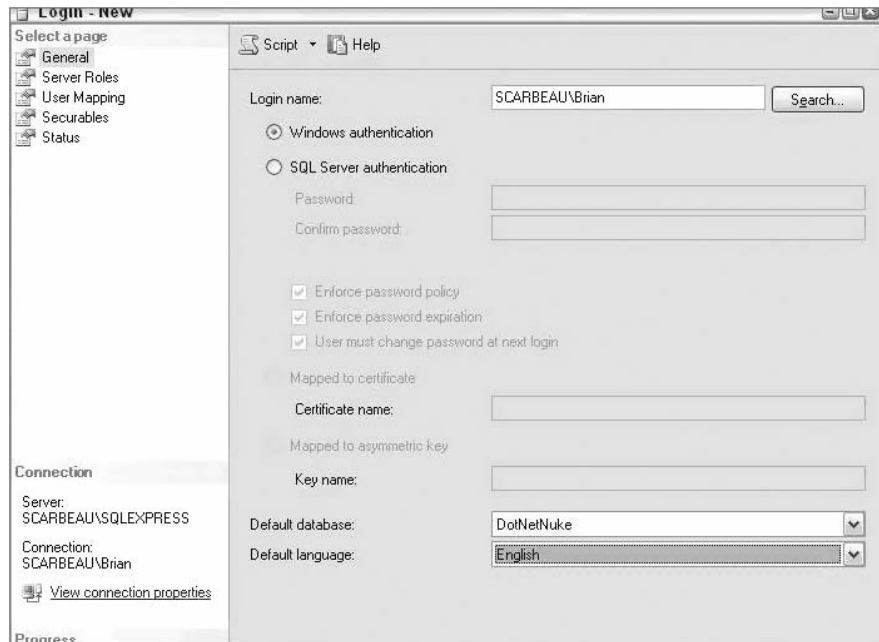 Login - New
Select a page
General
Server Roles
User Mapping
Securables
Status
Script
Help
Login name:
SCARBEAU\Brian
Search...
Windows authentication
SQL Server authentication
Password:
Confirm password:
Enforce password policy
Enforce password expiration
User must change password at next login
Mapped to certificate
Certificate name:
Mapped to asymmetric key
Key name:
Default database:
DotNetNuke
Default language:
English
Connection
Server:
SCARBEAU\SQLEXPRESS
Connection:
SCARBEAU\Brian
View connection properties
Progress